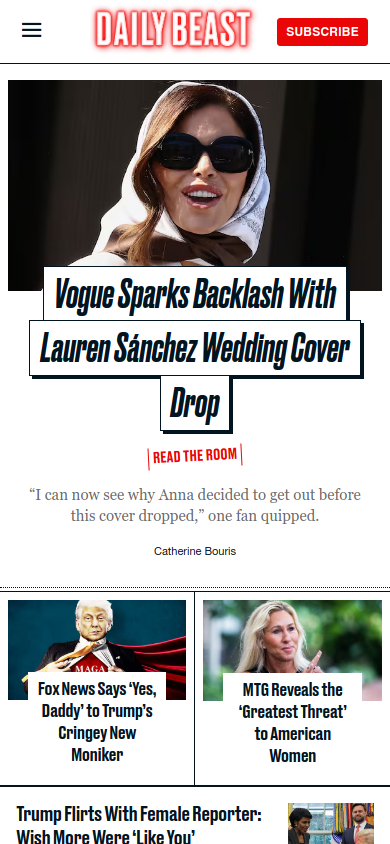 DAILY BEAST
SUBSCRIBE
Vogue Sparks Backlash With
Lauren Sánchez Wedding Cover
Drop
READ THE ROOM
“I can now see why Anna decided to get out before
this cover dropped,” one fan quipped.
Catherine Bouris
MAGA
Fox News Says ‘Yes,
Daddy’ to Trump’s
Cringey New
Moniker
MTG Reveals the
‘Greatest Threat’
to American
Women
Trump Flirts With Female Reporter:
Wish More Were ‘Like You’